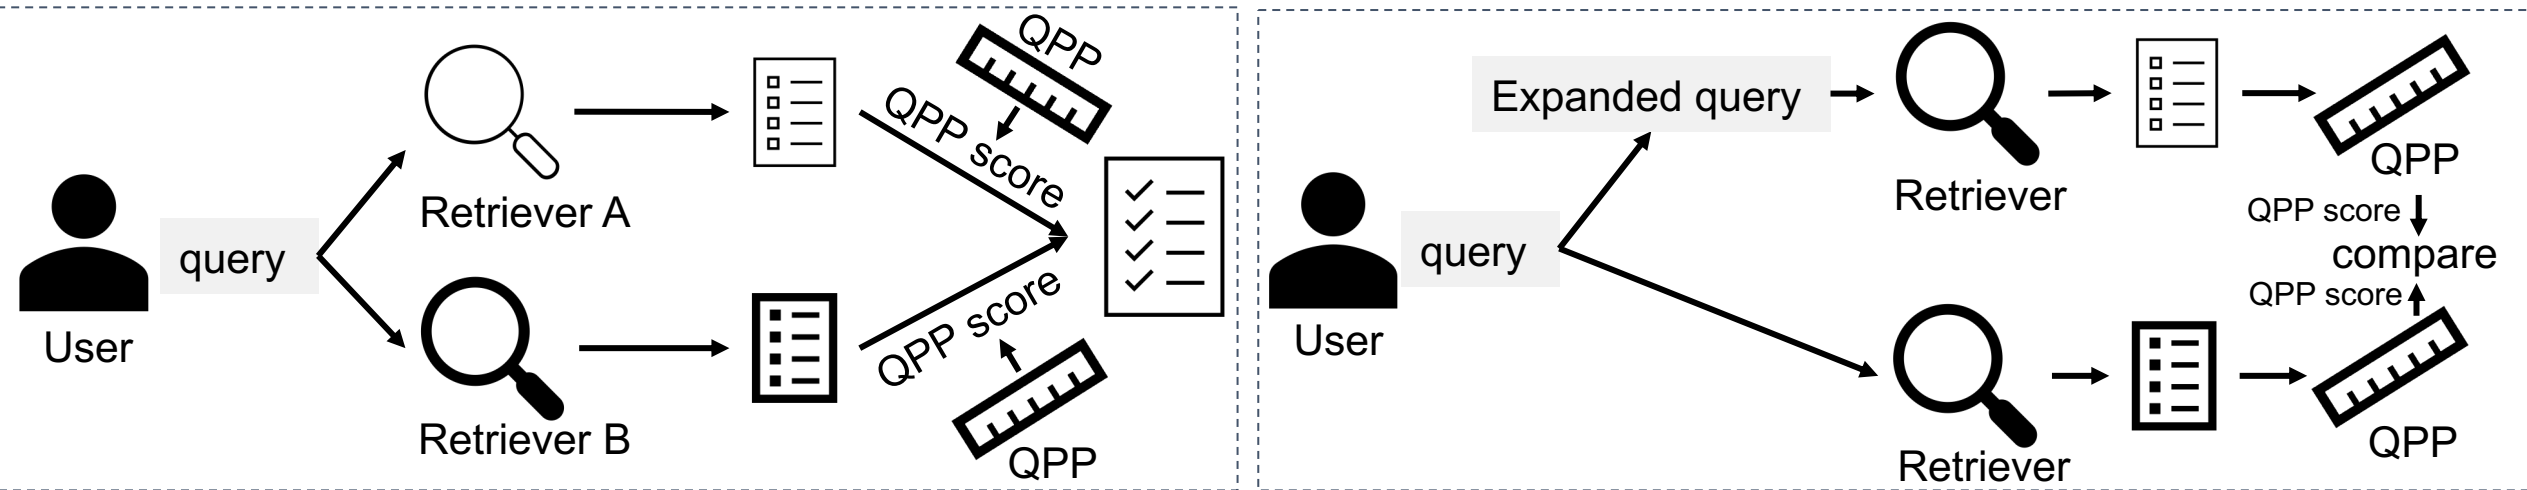 QPP
QPP score
Retriever A
query
User
QPP score
Retriever B
QPP
Expanded query
Retriever
QPP
QPP score
compare
query
QPP score
User
QPP
Retriever